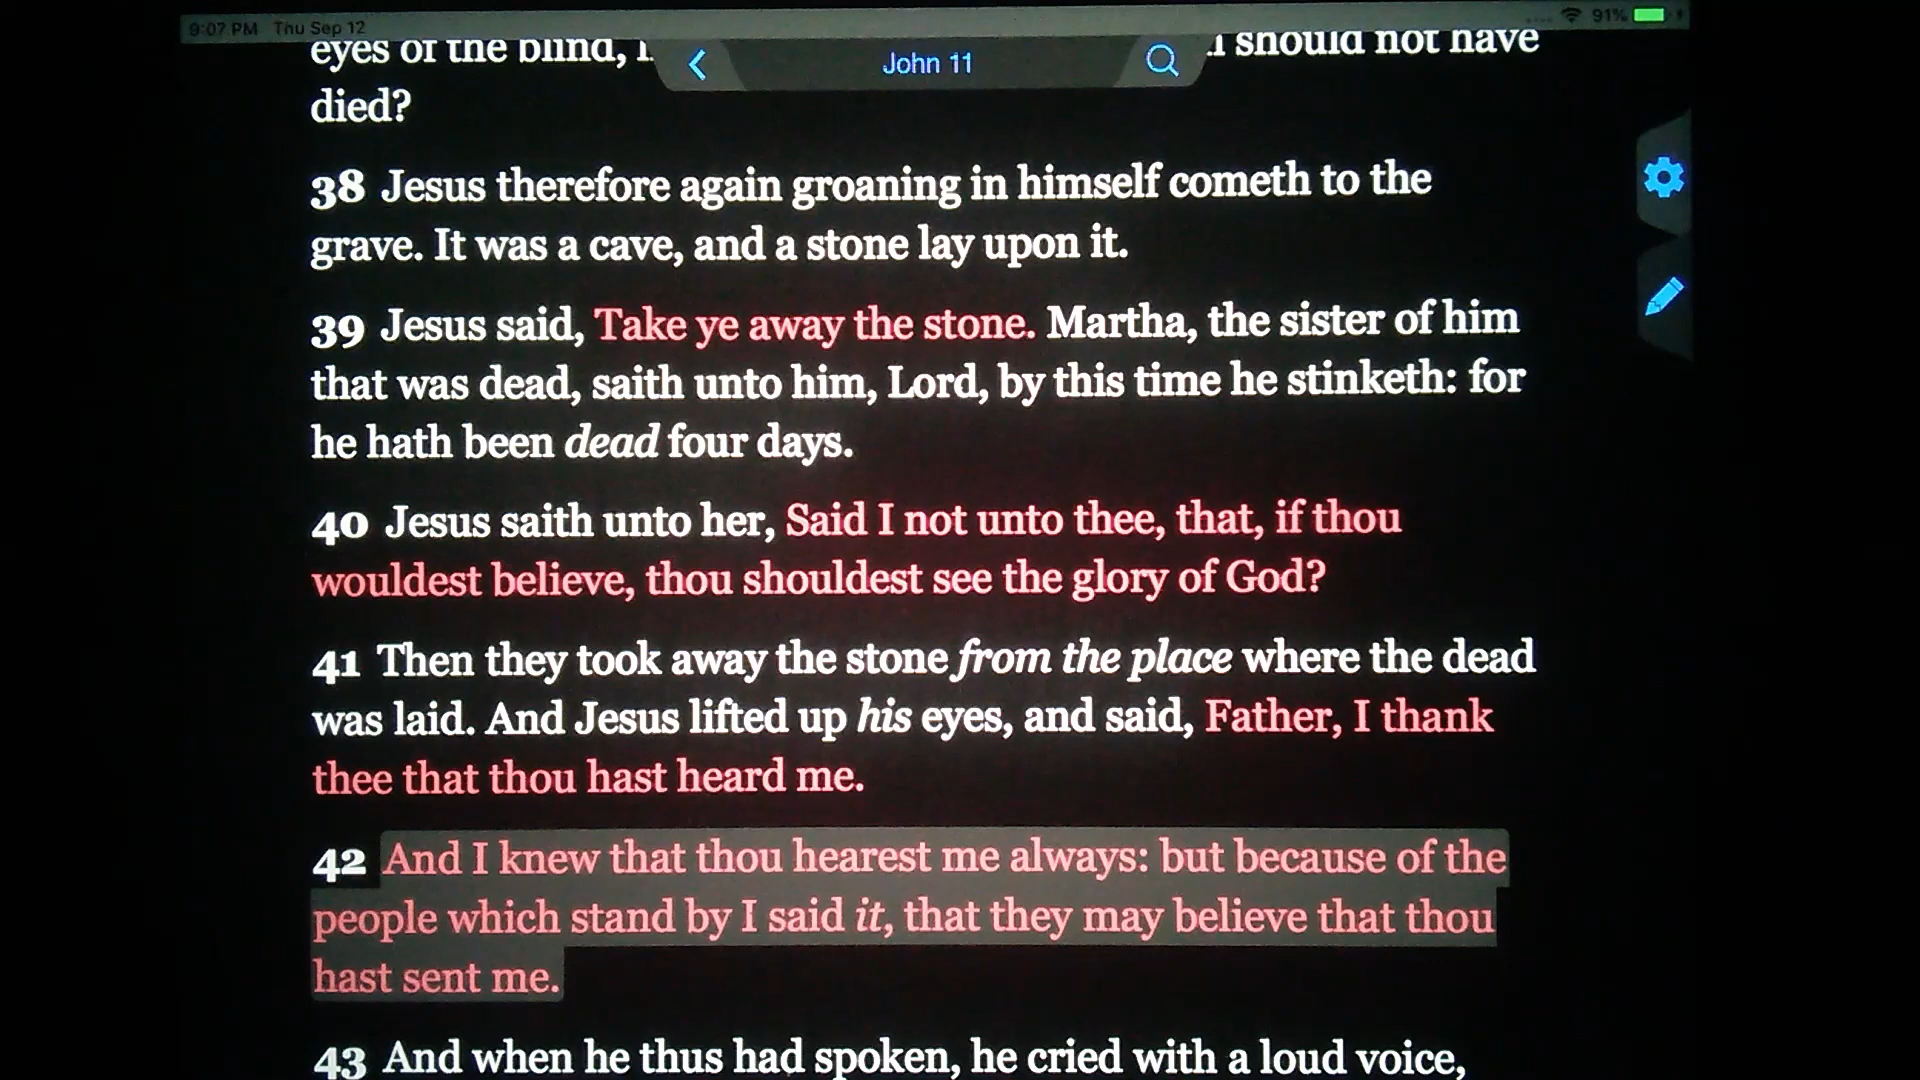 9:07 PM Thu Sep 12
91%
John 11
eyes of the blind, should not have
died?
38 Jesus therefore again groaning in himself cometh to the
grave. It was a cave, and a stone lay upon it.
39 Jesus said, Take ye away the stone. Martha, the sister of him
that was dead, saith unto him, Lord, by this time he stinketh: for
he hath been dead four days.
40 Jesus saith unto her, Said I not unto thee, that, if thou
wouldest believe, thou shouldest see the glory of God?
41 Then they took away the stone from the place where the dead
was laid. And Jesus lifted up his eyes, and said, Father, I thank
thee that thou hast heard me.
42 And I knew that thou hearest me always: but because of the
people which stand by I said it, that they may believe that thou
hast sent me.
43 And when he thus had spoken, he cried with a loud voice,